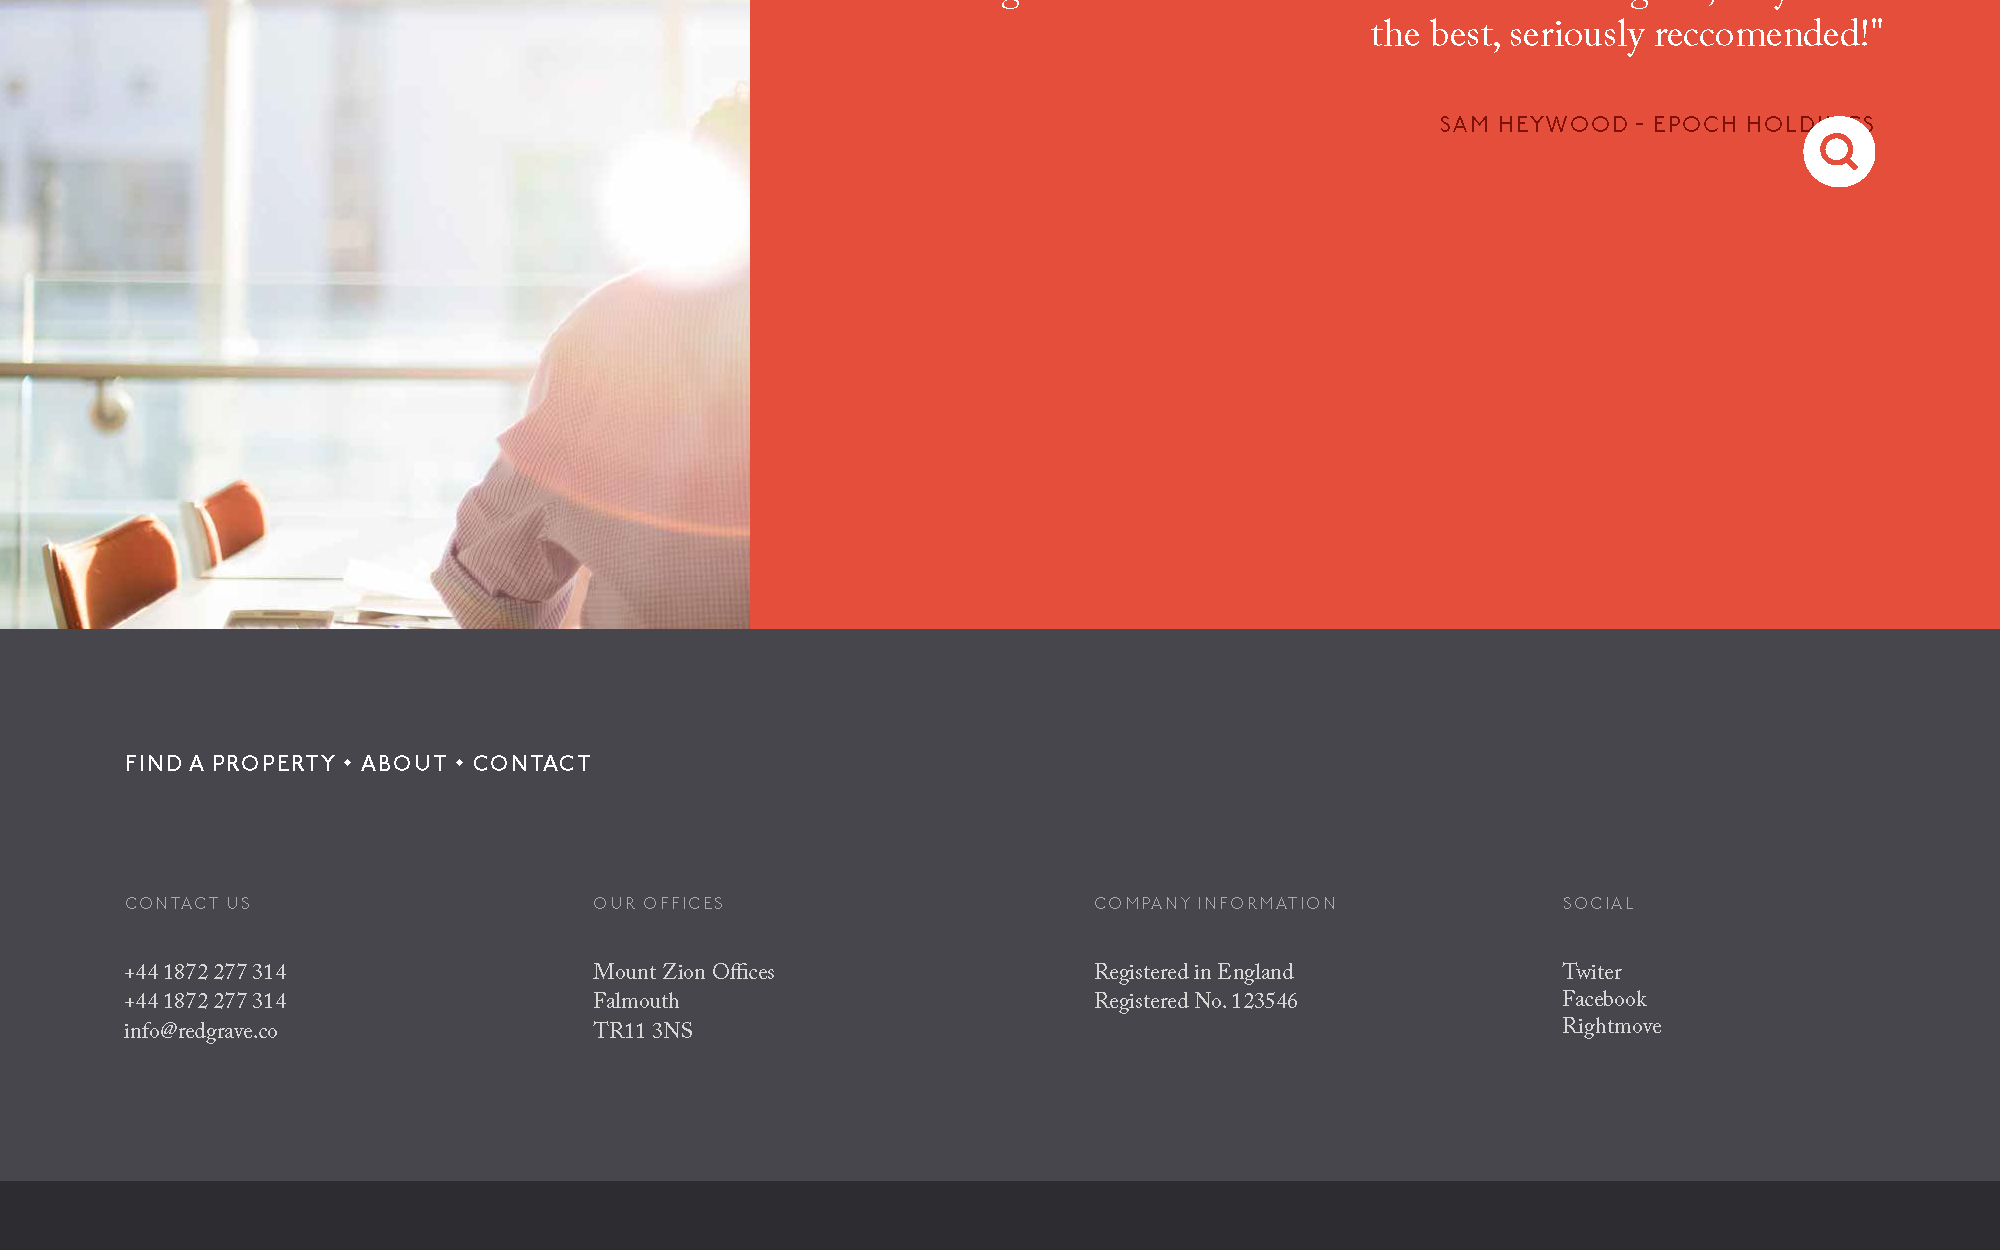 the best, seriously reccomended!"
SAM HEYWOOD - EPOCH
FIND A PROPERTY • ABOUT • CONTACT
CONTACT US
+44 1872 277 314
+44 1872 277 314
info@redgrave.co
OUR OFFICES
Mount Zion Offices
Falmouth
TR11 3NS
COMPANY INFORMATION
Registered in England
Registered No. 123546
SOCIAL
Twiter
Facebook
Rightmove